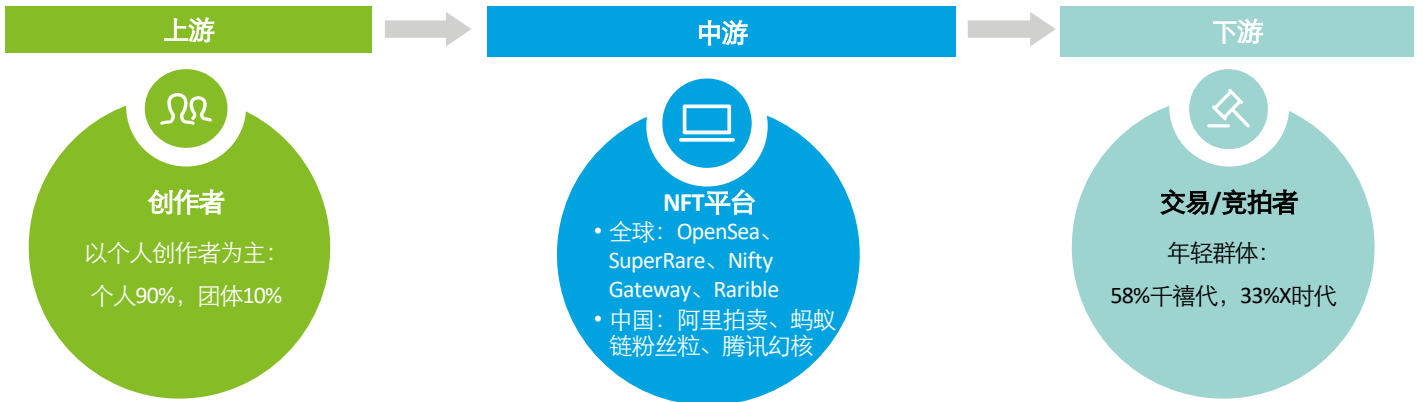 上游
中游
下游
创作者
以个人创作者为主：
个人90%，团体10%
NFT平台
• 全球：OpenSea、
SuperRare、Nifty
Gateway、Rarible
• 中国：阿里拍卖、蚂蚁
链粉丝粒、腾讯幻核
交易/竞拍者
年轻群体：
58%千禧代，33%X时代